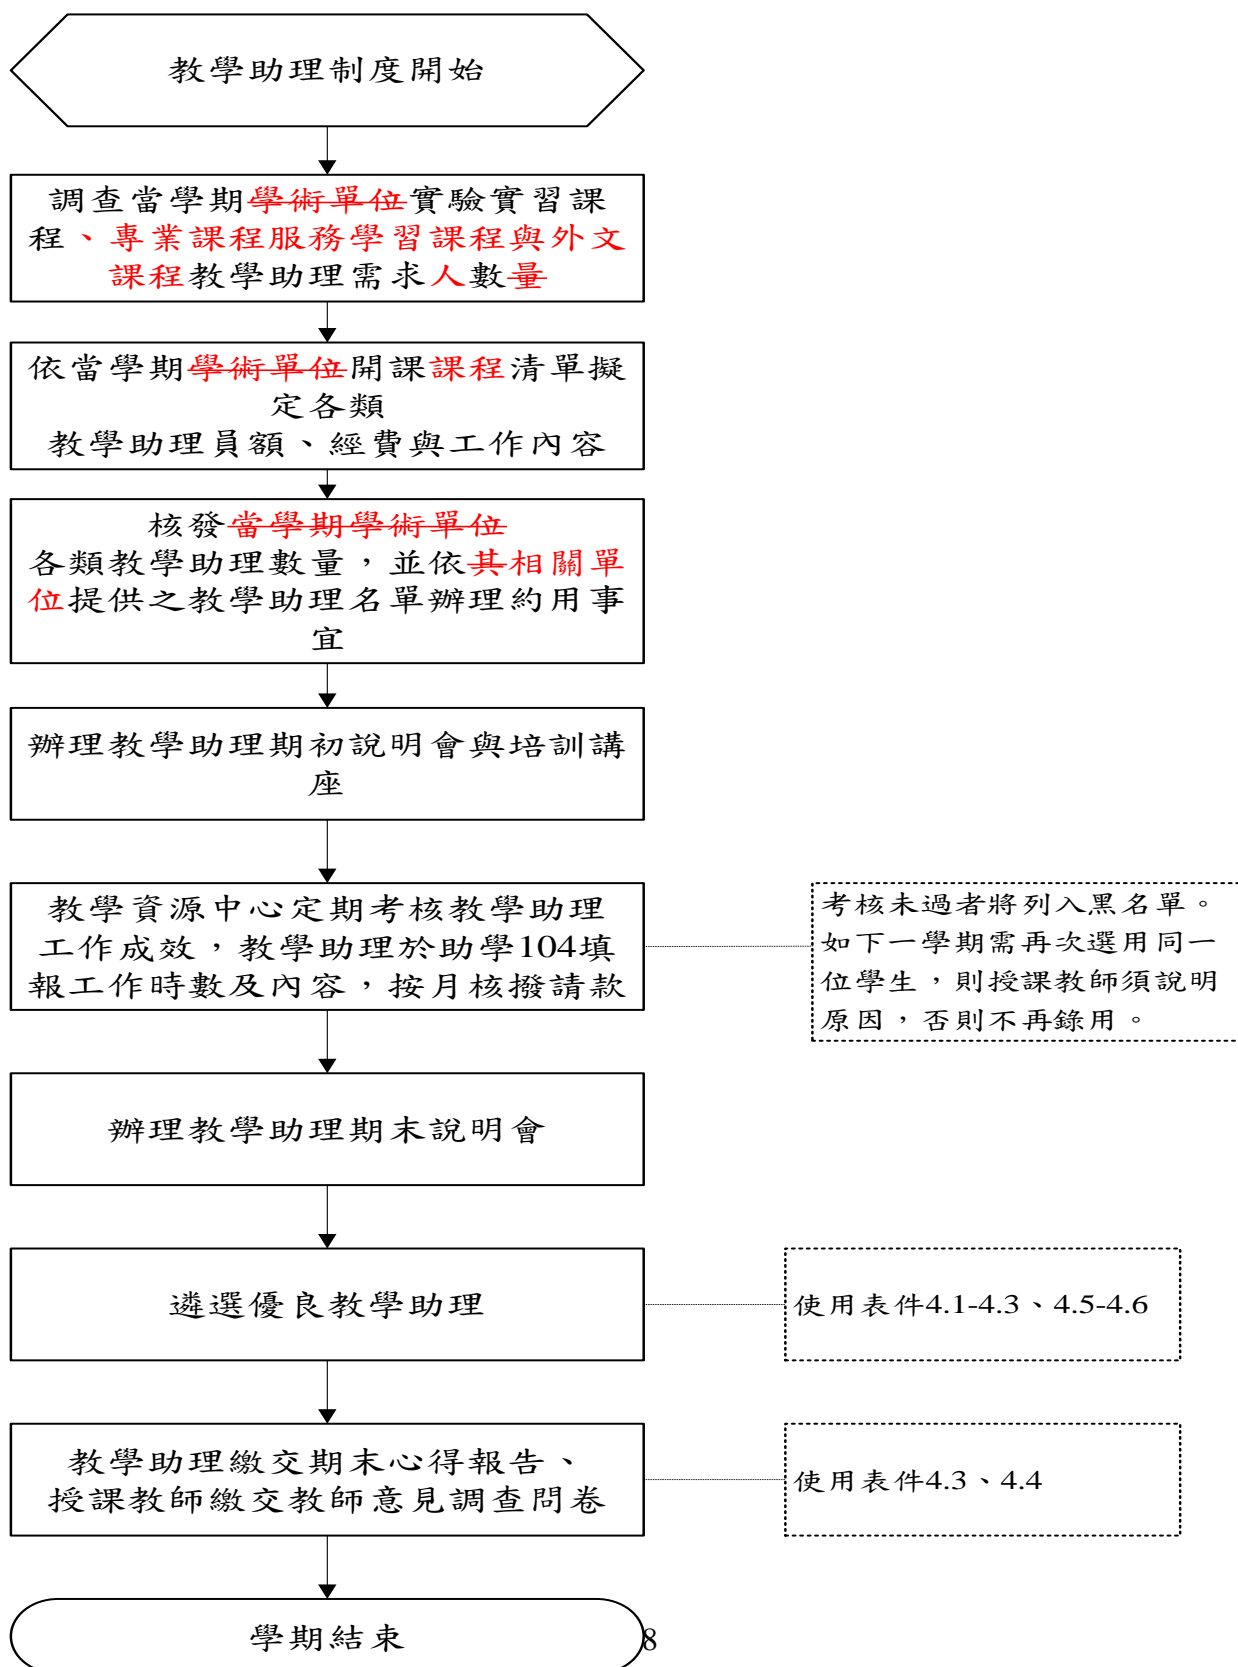 教學助理制度開始
調查當學期學術單位實驗實習課
程、專業課程服務學習課程與外文
課程教學助理需求人數量
依當學期學術單位開課課程清單擬
定各類
教學助理員額、經費與工作內容
核發當學期學術單位
各類教學助理數量，並依其相關單
位提供之教學助理名單辦理約用事
宜
辦理教學助理期初說明會與培訓講
座
教學資源中心定期考核教學助理
工作成效，教學助理於助學104填
報工作時數及內容，按月核撥請款
考核未過者將列入黑名單。
如下一學期需再次選用同一
位學生，則授課教師須說明
原因，否則不再錄用。
辦理教學助理期末說明會
遴選優良教學助理
使用表件4.1-4.3、4.5-4.6
教學助理繳交期末心得報告、
授課教師繳交教師意見調查問卷
使用表件4.3、4.4
學期結束
8